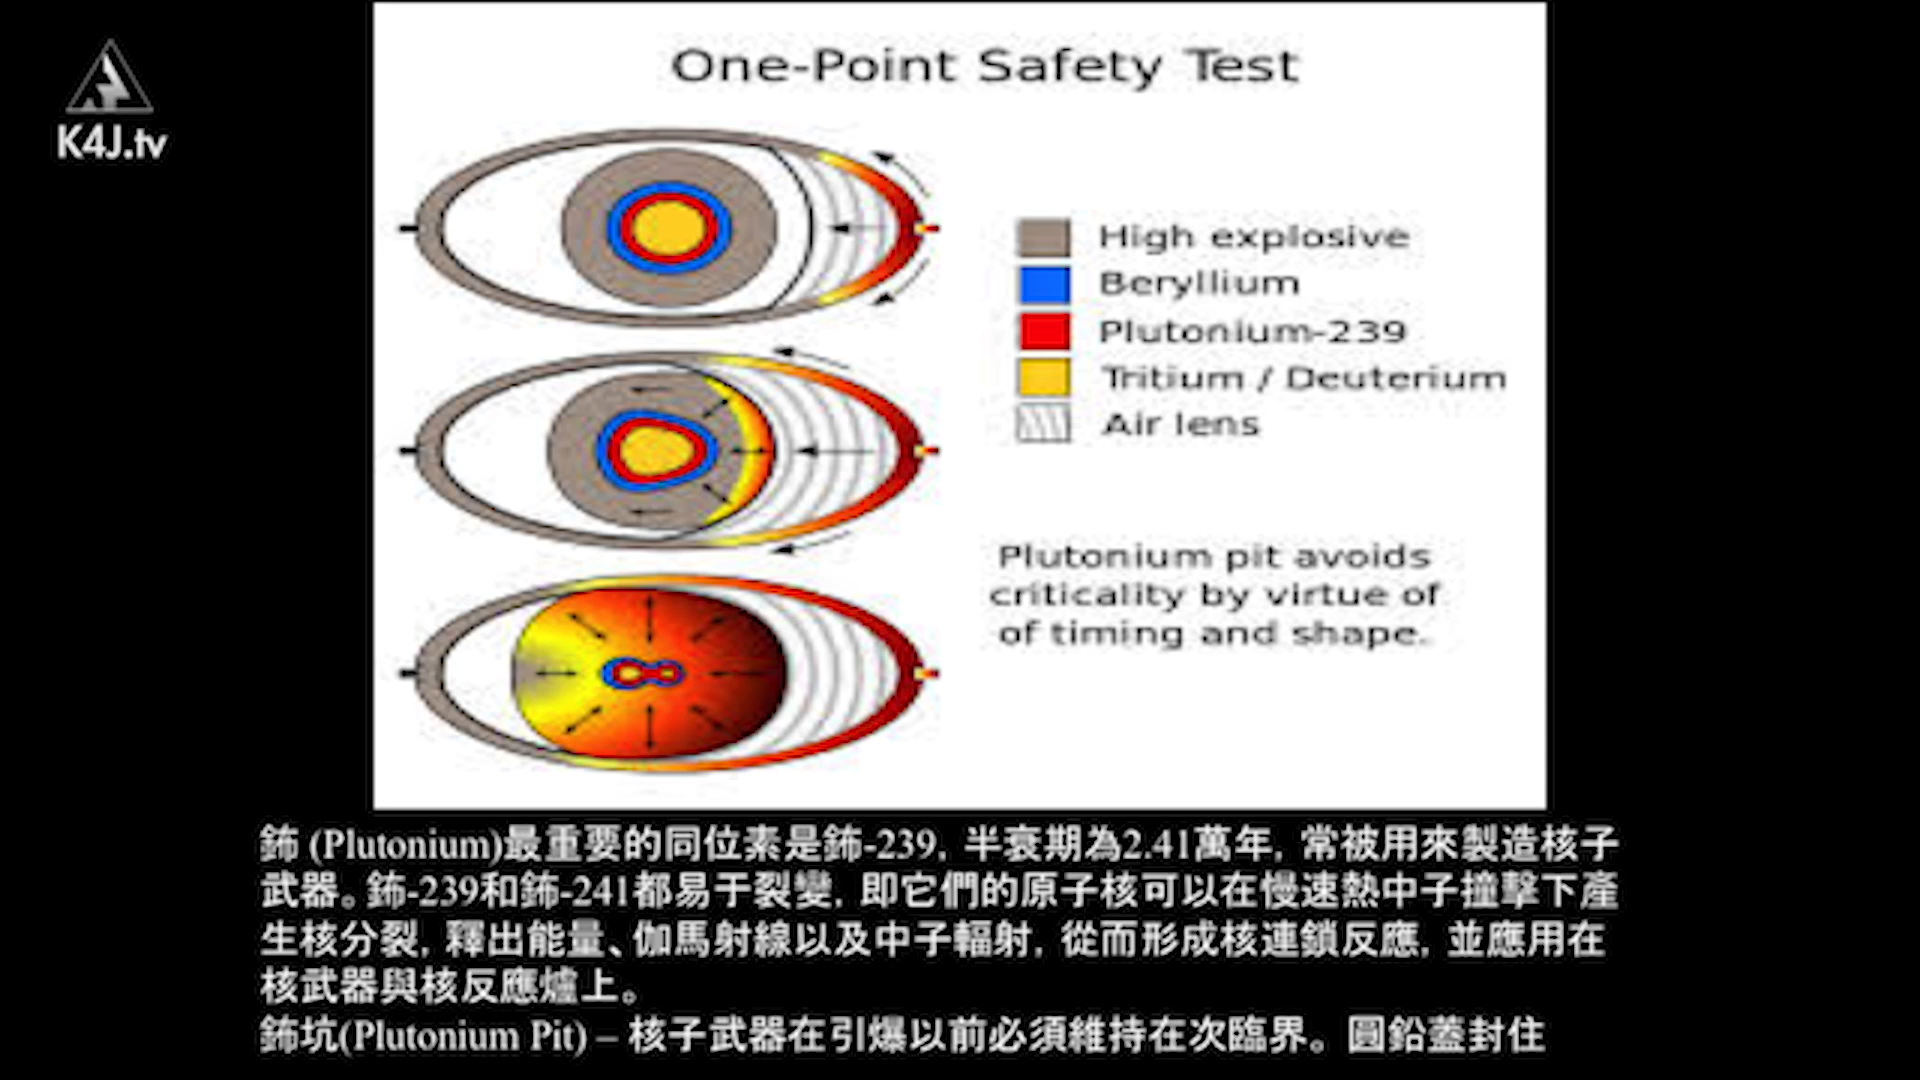 K4J.tv
One-Point Safety Test
High explosive
Beryllium
Plutonium-239
Tritium / Deuterium
Air lens
Plutonium pit avoids
criticality by virtue of
of timing and shape.
鈽 (Plutonium)最重要的同位素是鈽-239, 半衰期為2.41萬年, 常被用來製造核子
武器。鈽-239和鈽-241都易于裂變, 即它們的原子核可以在慢速熱中子撞擊下產
生核分裂, 釋出能量、伽馬射線以及中子輻射, 從而形成核連鎖反應, 並應用在
核武器與核反應爐上。
鈽坑(Plutonium Pit) – 核子武器在引爆以前必須維持在次臨界。圓鉛蓋封住